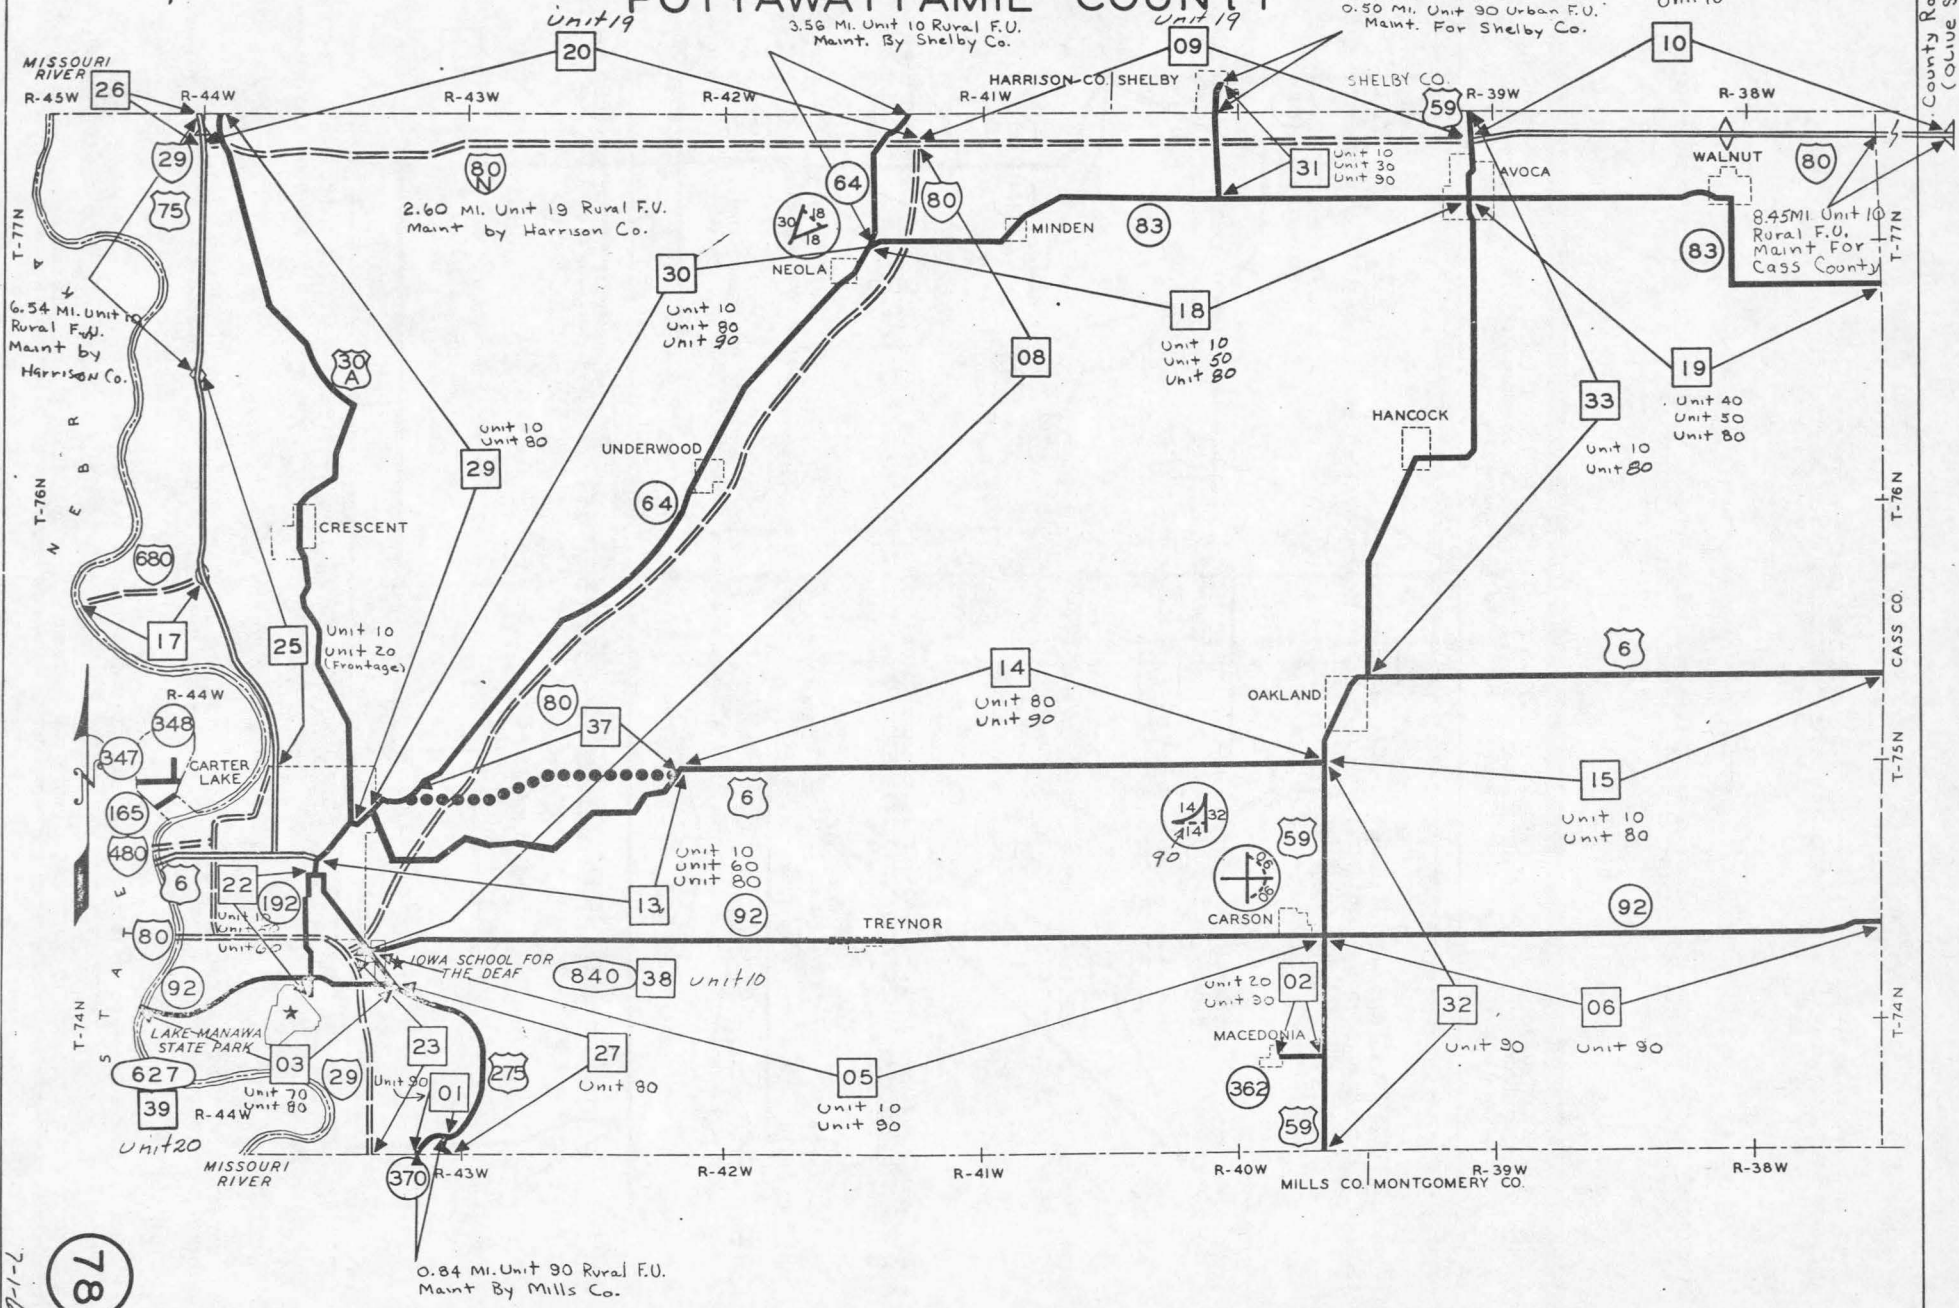 POTTAWATTAMIE COUNTY
Unit 19
20
3.56 Mi. Unit 10 Rural F.U.
Maint. By Shelby Co.
Unit 19
09
0.50 Mi. Unit 90 Urban F.U.
Maint. For Shelby Co.
10
MISSOURI
RIVER
26
R-45W
R-44W
R-43W
R-42W
R-41W
HARRISON CO. SHELBY
SHELBY CO.
59
R-39W
R-38W
29
75
80
N
2.60 Mi. Unit 19 Rural F.U.
Maint by Harrison Co.
64
80
30
18
18
NEOLA
MINDEN
83
31
Unit 10
Unit 30
Unit 90
AVOCA
WALNUT
80
8.45 Mi. Unit 10
Rural F.U.
Maint For
Cass County
83
T-77N
T-77N
6.54 Mi. Unit 10
Rural F.U.
Maint by
Harrison Co.
30
A
30
Unit 10
Unit 80
Unit 90
08
18
Unit 10
Unit 50
Unit 80
19
Unit 40
Unit 50
Unit 80
33
Unit 10
Unit 80
HANCOCK
Unit 10
Unit 80
29
UNDERWOOD
64
CRESCENT
T-76N
T-76N
N E B R
680
17
25
Unit 10
Unit 20
(Frontage)
6
CASS CO.
14
Unit 80
Unit 90
OAKLAND
80
37
R-44W
348
347
CARTER
LAKE
165
480
6
22
192
T-75N
6
15
Unit 10
Unit 80
14
32
14
90
59
90
90
CARSON
Unit 10
Unit 60
Unit 80
13
92
TREYNOR
92
80
92
IOWA SCHOOL FOR
THE DEAF
840
38
Unit 10
Unit 20
Unit 90
02
MACEDONIA
362
59
32
Unit 90
06
Unit 90
T-74N
T-74N
S T A T E
LAKE MANAWA
STATE PARK
627
03
Unit 70
Unit 80
39
R-44W
Unit 20
29
23
Unit 90
01
275
27
Unit 80
05
Unit 10
Unit 90
MISSOURI
RIVER
370
R-43W
R-42W
R-41W
R-40W
R-39W
R-38W
MILLS CO. MONTGOMERY CO.
0.84 Mi. Unit 90 Rural F.U.
Maint By Mills Co.
78